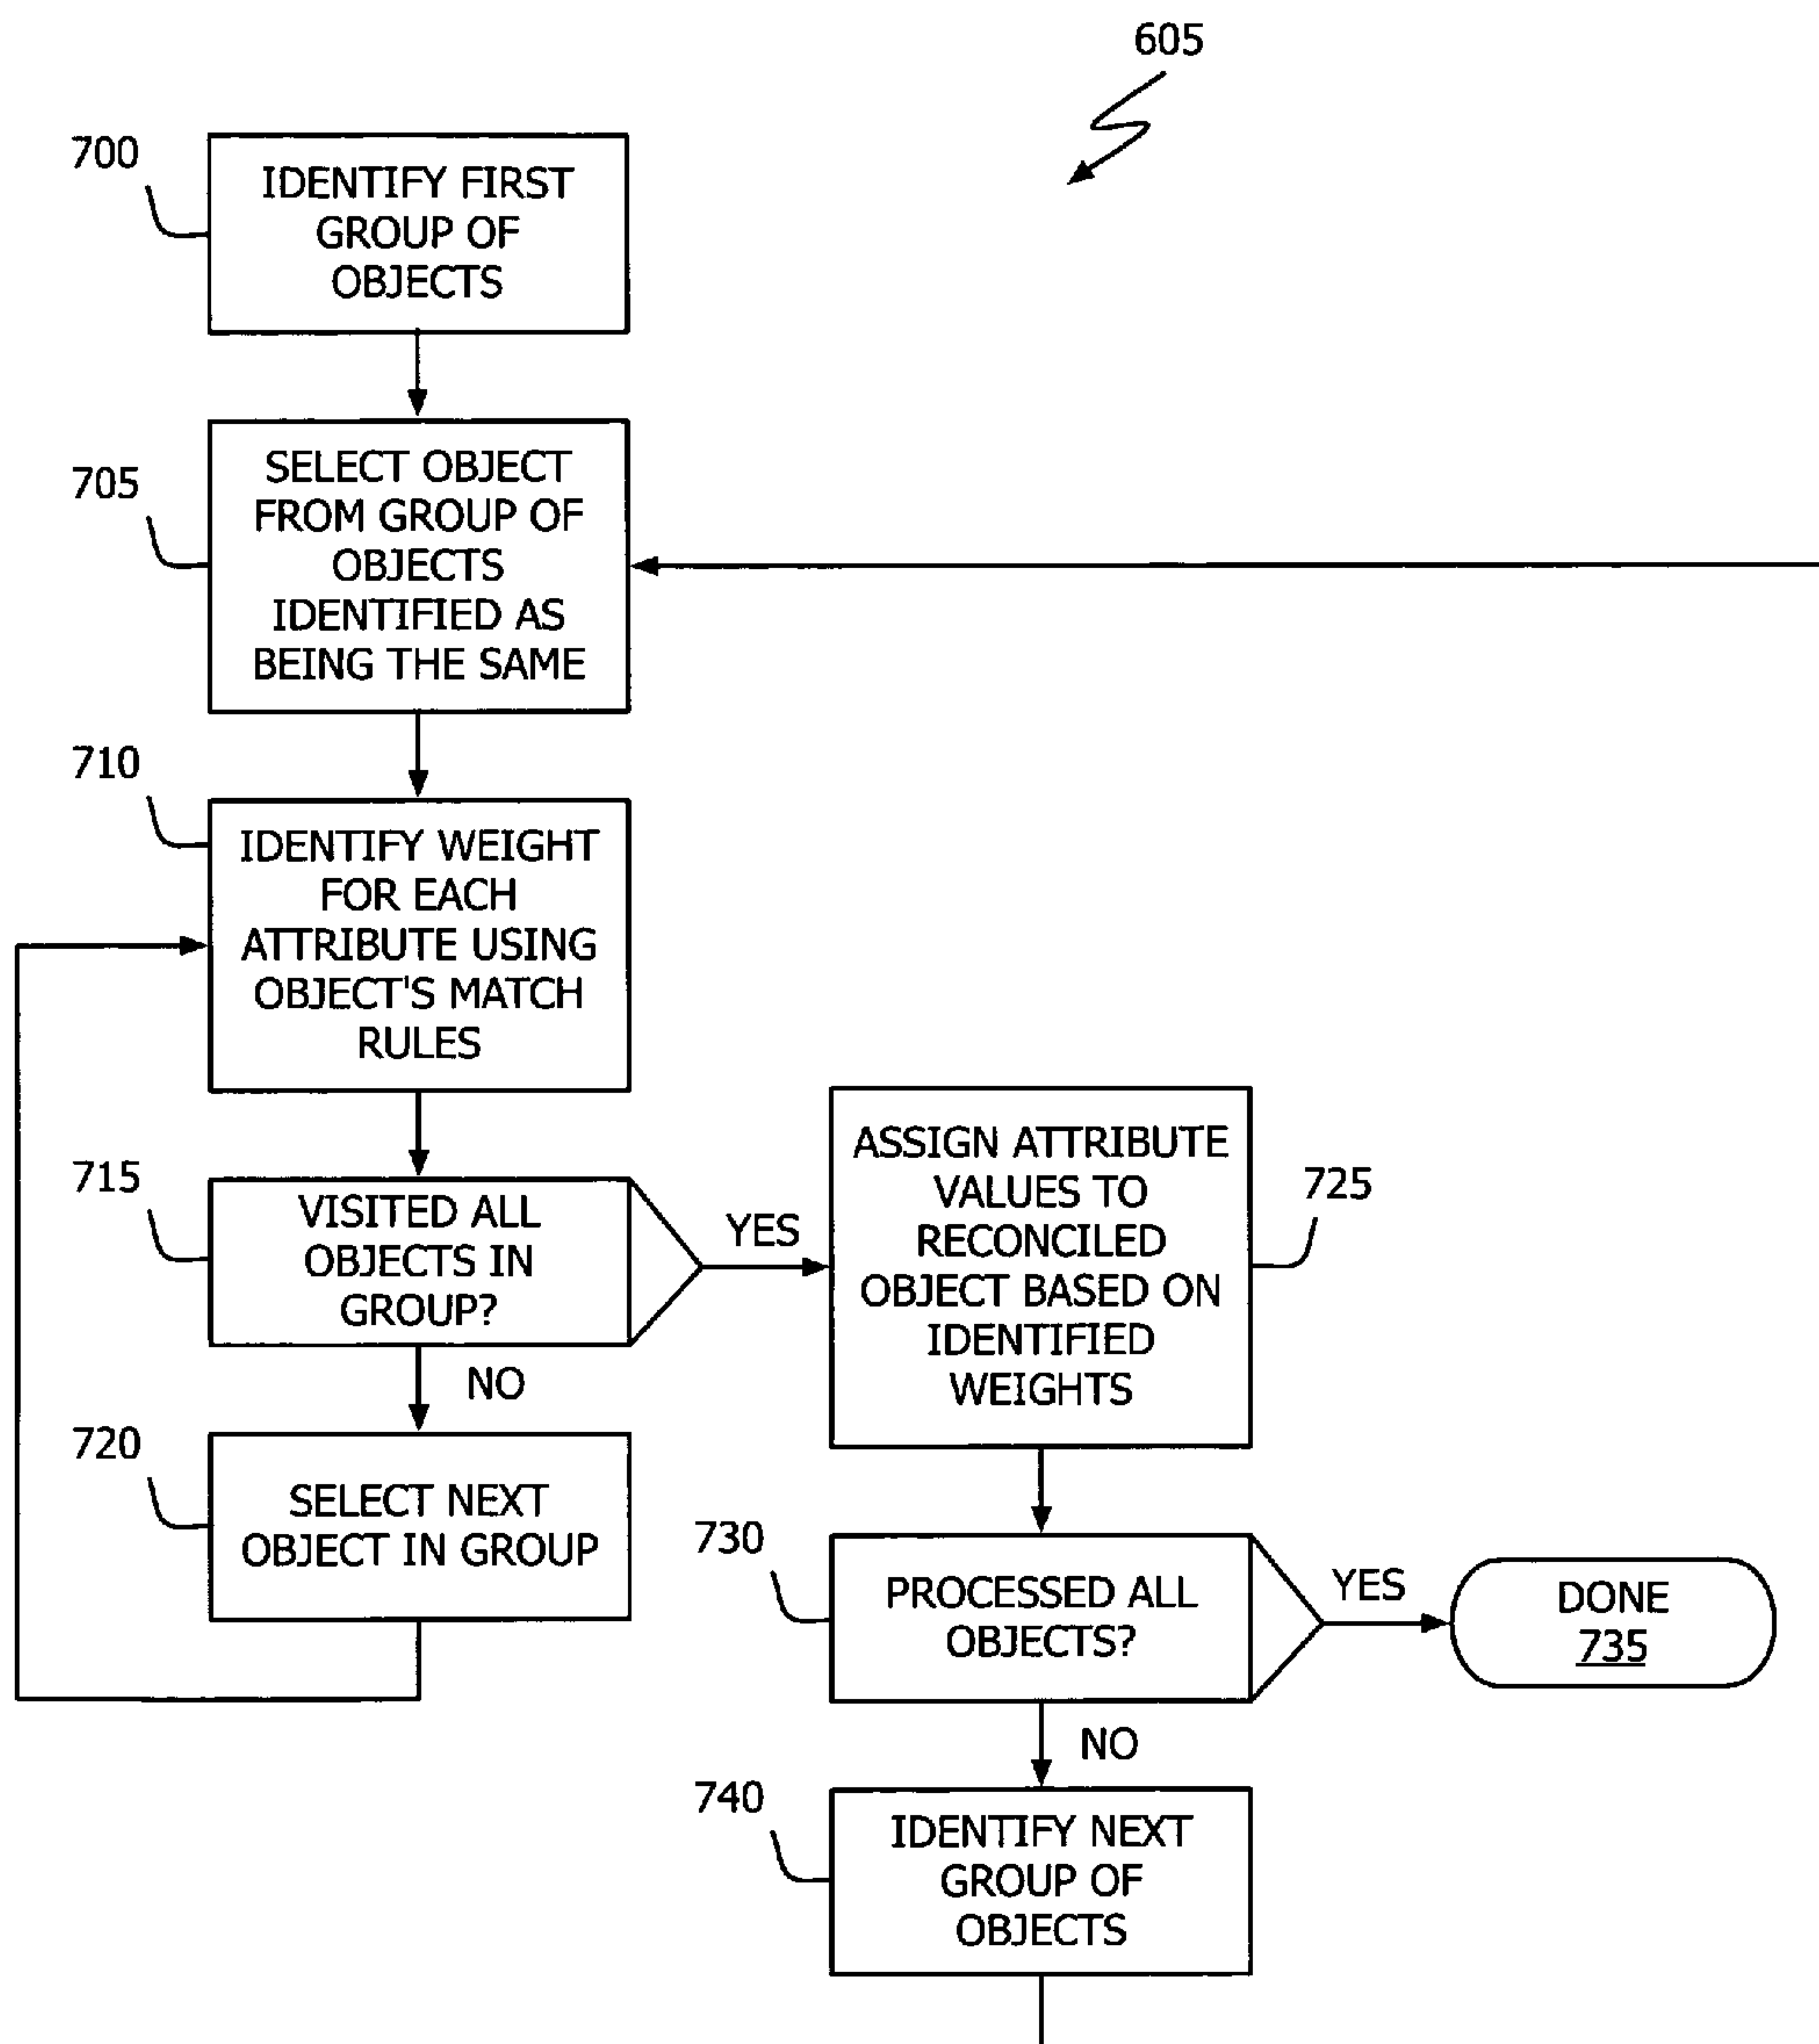 605
700
IDENTIFY FIRST
GROUP OF
OBJECTS
705
SELECT OBJECT
FROM GROUP OF
OBJECTS
IDENTIFIED AS
BEING THE SAME
710
IDENTIFY WEIGHT
FOR EACH
ATTRIBUTE USING
OBJECT'S MATCH
RULES
715
VISITED ALL
OBJECTS IN
GROUP?
YES
NO
720
SELECT NEXT
OBJECT IN GROUP
ASSIGN ATTRIBUTE
VALUES TO
RECONCILED
OBJECT BASED ON
IDENTIFIED
WEIGHTS
725
730
PROCESSED ALL
OBJECTS?
YES
DONE
735
NO
740
IDENTIFY NEXT
GROUP OF
OBJECTS